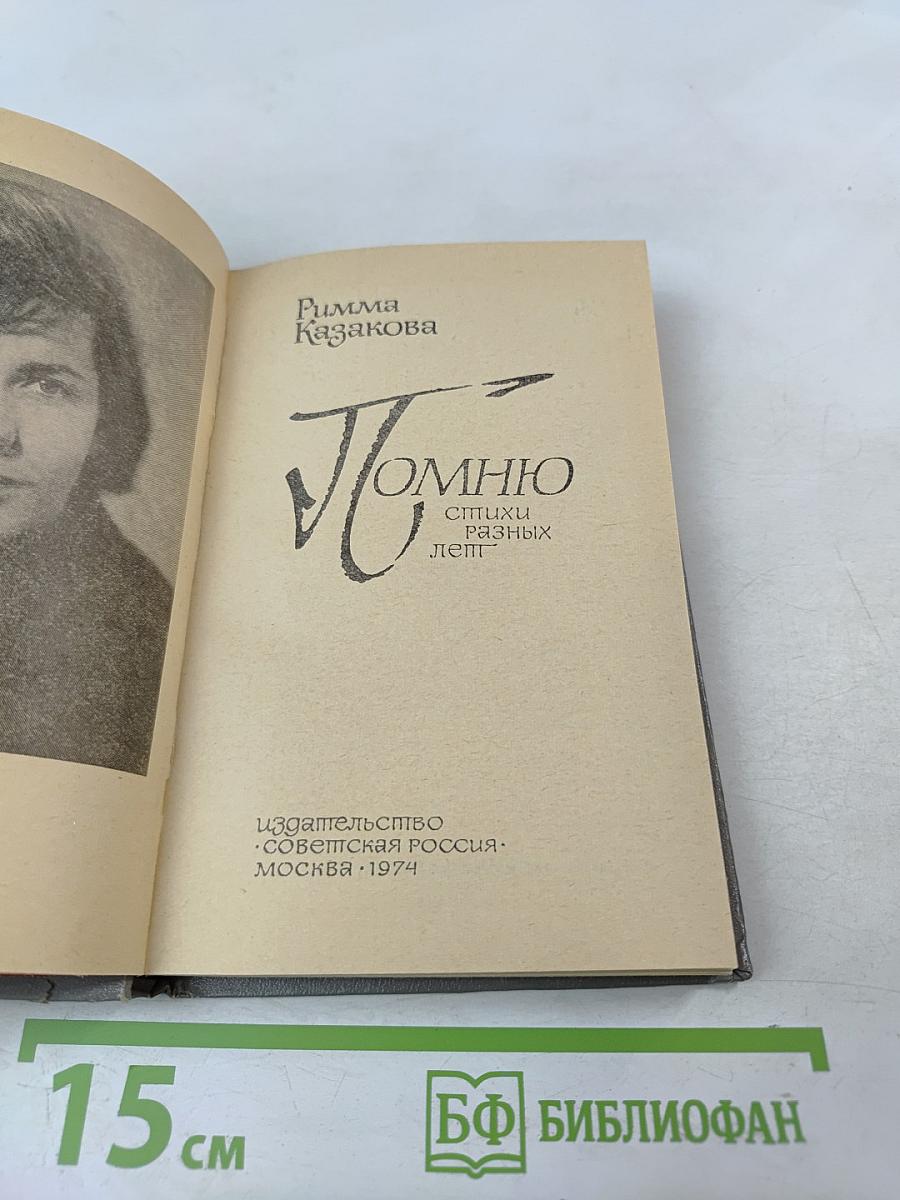 Римма
Казакова
Помню
стихи
разных
лет
издательство
·советская россия·
москва·1974
15 см
БФ БИБЛИОФАН